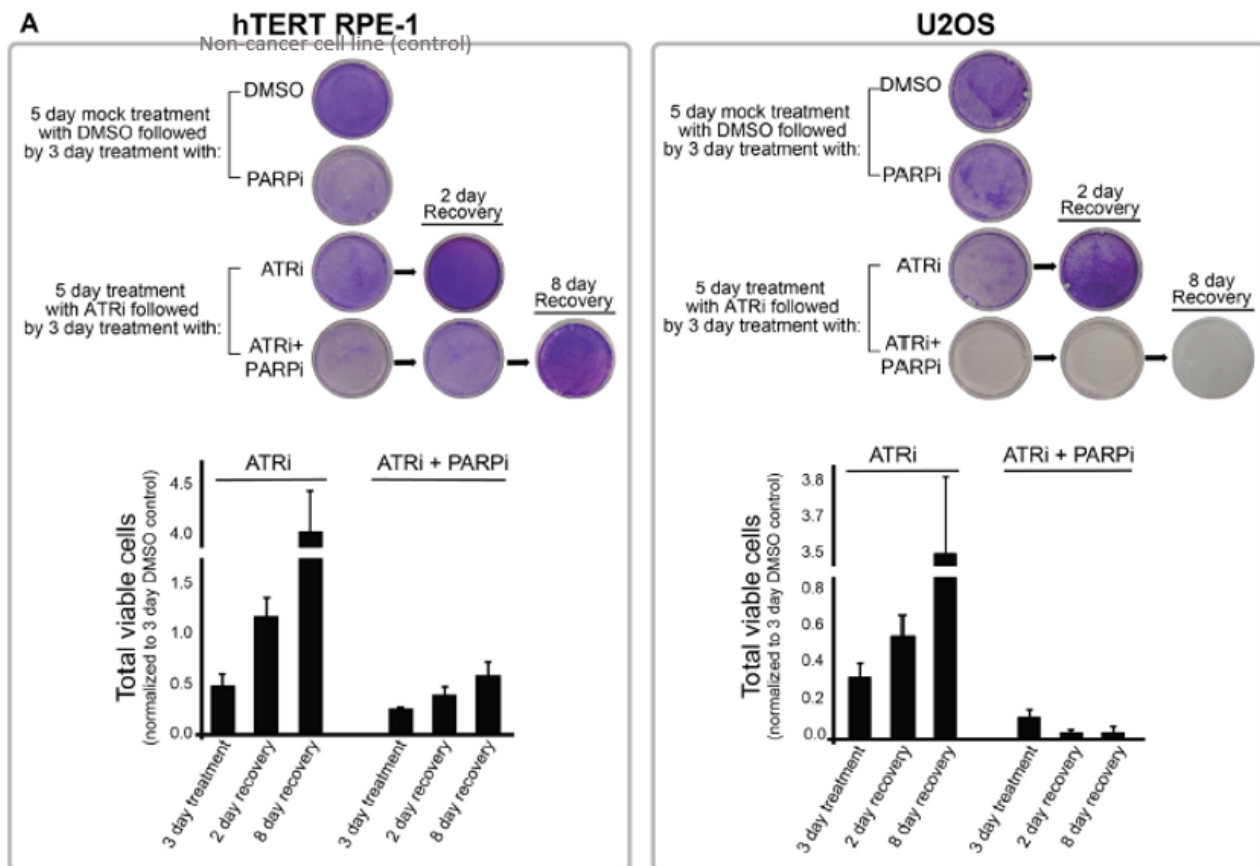 A
hTERT RPE-1
Non-cancer cell line (control)
5 day mock treatment
with DMSO followed
by 3 day treatment with:
DMSO
PARPi
2 day
Recovery
5 day treatment
with ATRi followed
by 3 day treatment with:
ATRi
8 day
Recovery
ATRi+
PARPi
Total viable cells
(normalized to 3 day DMSO control)
ATRi
ATRi + PARPi
4.5
4.0
1.5
1.0
0.5
0.0
3 day treatment
2 day recovery
8 day recovery
3 day treatment
2 day recovery
8 day recovery
U2OS
5 day mock treatment
with DMSO followed
by 3 day treatment with:
DMSO
PARPi
2 day
Recovery
5 day treatment
with ATRi followed
by 3 day treatment with:
ATRi
8 day
Recovery
ATRi+
PARPi
Total viable cells
(normalized to 3 day DMSO control)
ATRi
ATRi + PARPi
3.8
3.7
3.5
0.8
0.6
0.4
0.2
0.0
3 day treatment
2 day recovery
8 day recovery
3 day treatment
2 day recovery
8 day recovery